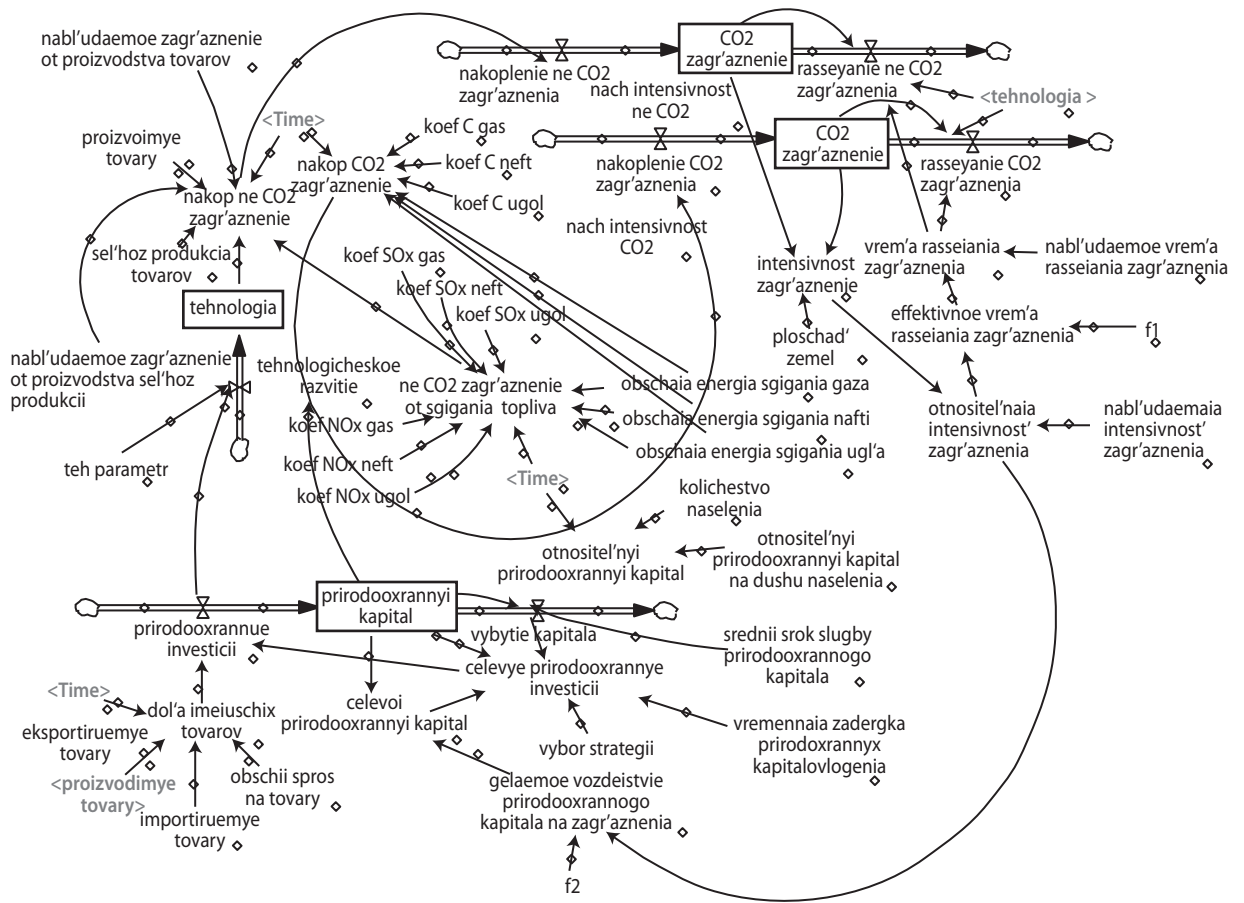 nabl'udaemoe zagr'aznenie
ot proizvodstva tovarov
CO2
zagr'aznenie
nakoplenie ne CO2
zagr'aznenia
rasseyanie ne CO2
zagr'aznenia
<tehnologia >
nach intensivnost
ne CO2
<Time>
proizvoimye
tovary
koef C gas
koef C neft
koef C ugol
nakop CO2
zagr'aznenie
nakop ne CO2
zagr'aznenie
CO2
zagr'aznenie
nakoplenie CO2
zagr'aznenia
rasseyanie CO2
zagr'aznenia
nach intensivnost
CO2
sel'hoz produkcia
tovarov
koef SOx gas
koef SOx neft
koef SOx ugol
intensivnost
zagr'aznenie
vrem'a rasseiania
zagr'aznenia
nabl'udaemoe vrem'a
rasseiania zagr'aznenia
tehnologia
effektivnoe vrem'a
rasseiania zagr'aznenia
f1
ploschad'
zemel
nabl'udaemoe zagr'aznenie
ot proizvodstva sel'hoz
produkcii
tehnologicheskoe
razvitie
ne CO2 zagr'aznenie
ot sgigania topliva
obschaia energia sgigania gaza
obschaia energia sgigania nafti
obschaia energia sgigania ugl'a
otnositel'naia
intensivnost'
zagr'aznenia
nabl'udaemaia
intensivnost'
zagr'aznenia
koef NOx gas
koef NOx neft
koef NOx ugol
teh parametr
<Time>
kolichestvo
naselenia
otnositel'nyi
prirodooxrannyi kapital
otnositel'nyi
prirodooxrannyi kapital
na dushu naselenia
prirodooxrannyi
kapital
prirodooxrannue
investicii
vybytie kapitala
srednii srok slugby
prirodooxrannogo
kapitala
celevye prirodooxrannye
investicii
<Time>
dol'a imeiuschix
tovarov
celevoi
prirodooxrannyi kapital
vremennaia zadergka
prirodoxrannyx
kapitalovlogenia
eksportiruemye
tovary
vybor strategii
<proizvodimye
tovary>
obschii spros
na tovary
gelaemoe vozdeistvie
prirodooxrannogo
kapitala na zagr'aznenia
importiruemye
tovary
f2